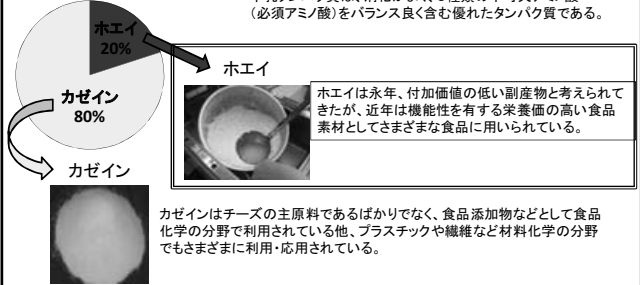 (必須アミノ酸)をバランス良く含む優れたタンパク質である。
ホエイ
20%
カゼイン
80%
ホエイ
ホエイは永年、付加価値の低い副産物と考えられて
きたが、近年は機能性を有する栄養価の高い食品
素材としてさまざまな食品に用いられている。
カゼイン
カゼインはチーズの主原料であるばかりでなく、食品添加物などとして食品
化学の分野で利用されている他、プラスチックや繊維など材料化学の分野
でもさまざまに利用・応用されている。